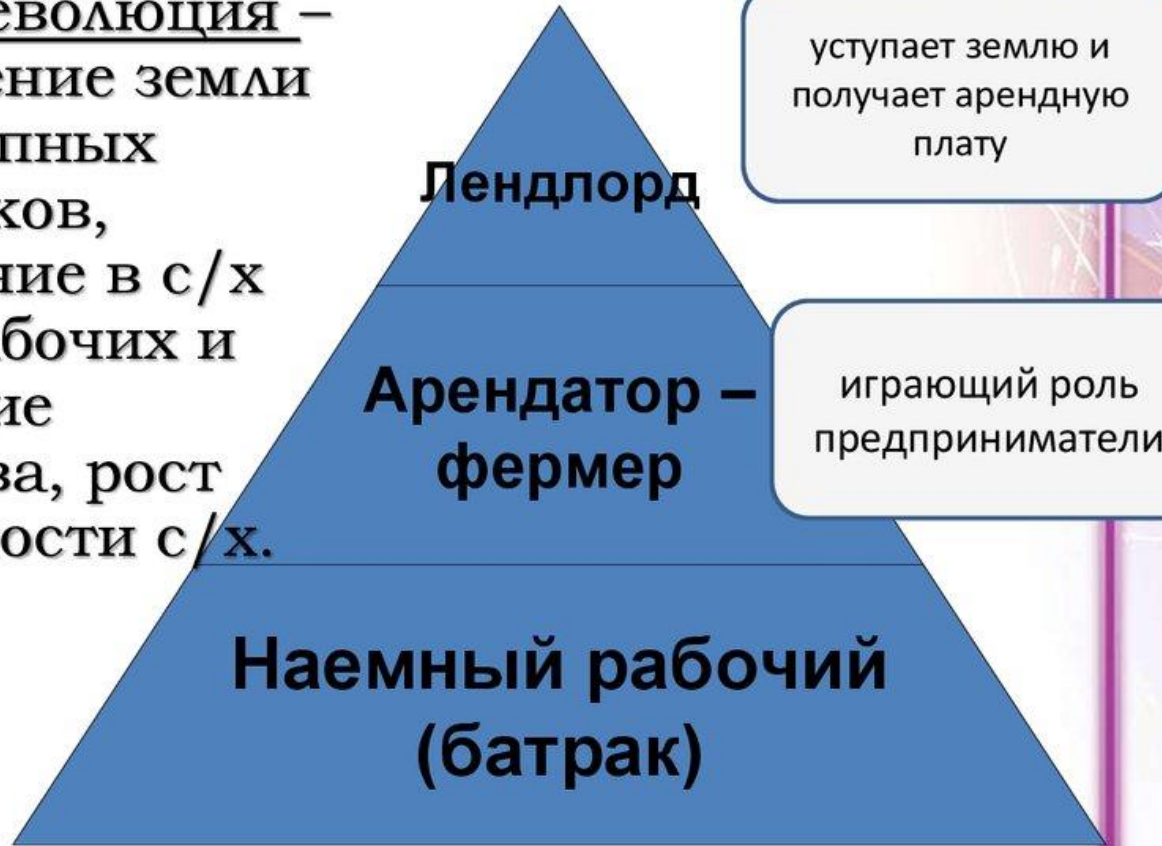 еволюция –
ение земли
пных
ков,
ние в с/х
бочих и
ие
ва, рост
ости с/х.
Лендлорд
уступает землю и
получает арендную
плату
Арендатор –
фермер
играющий роль
предприниматели
Наемный рабочий
(батрак)